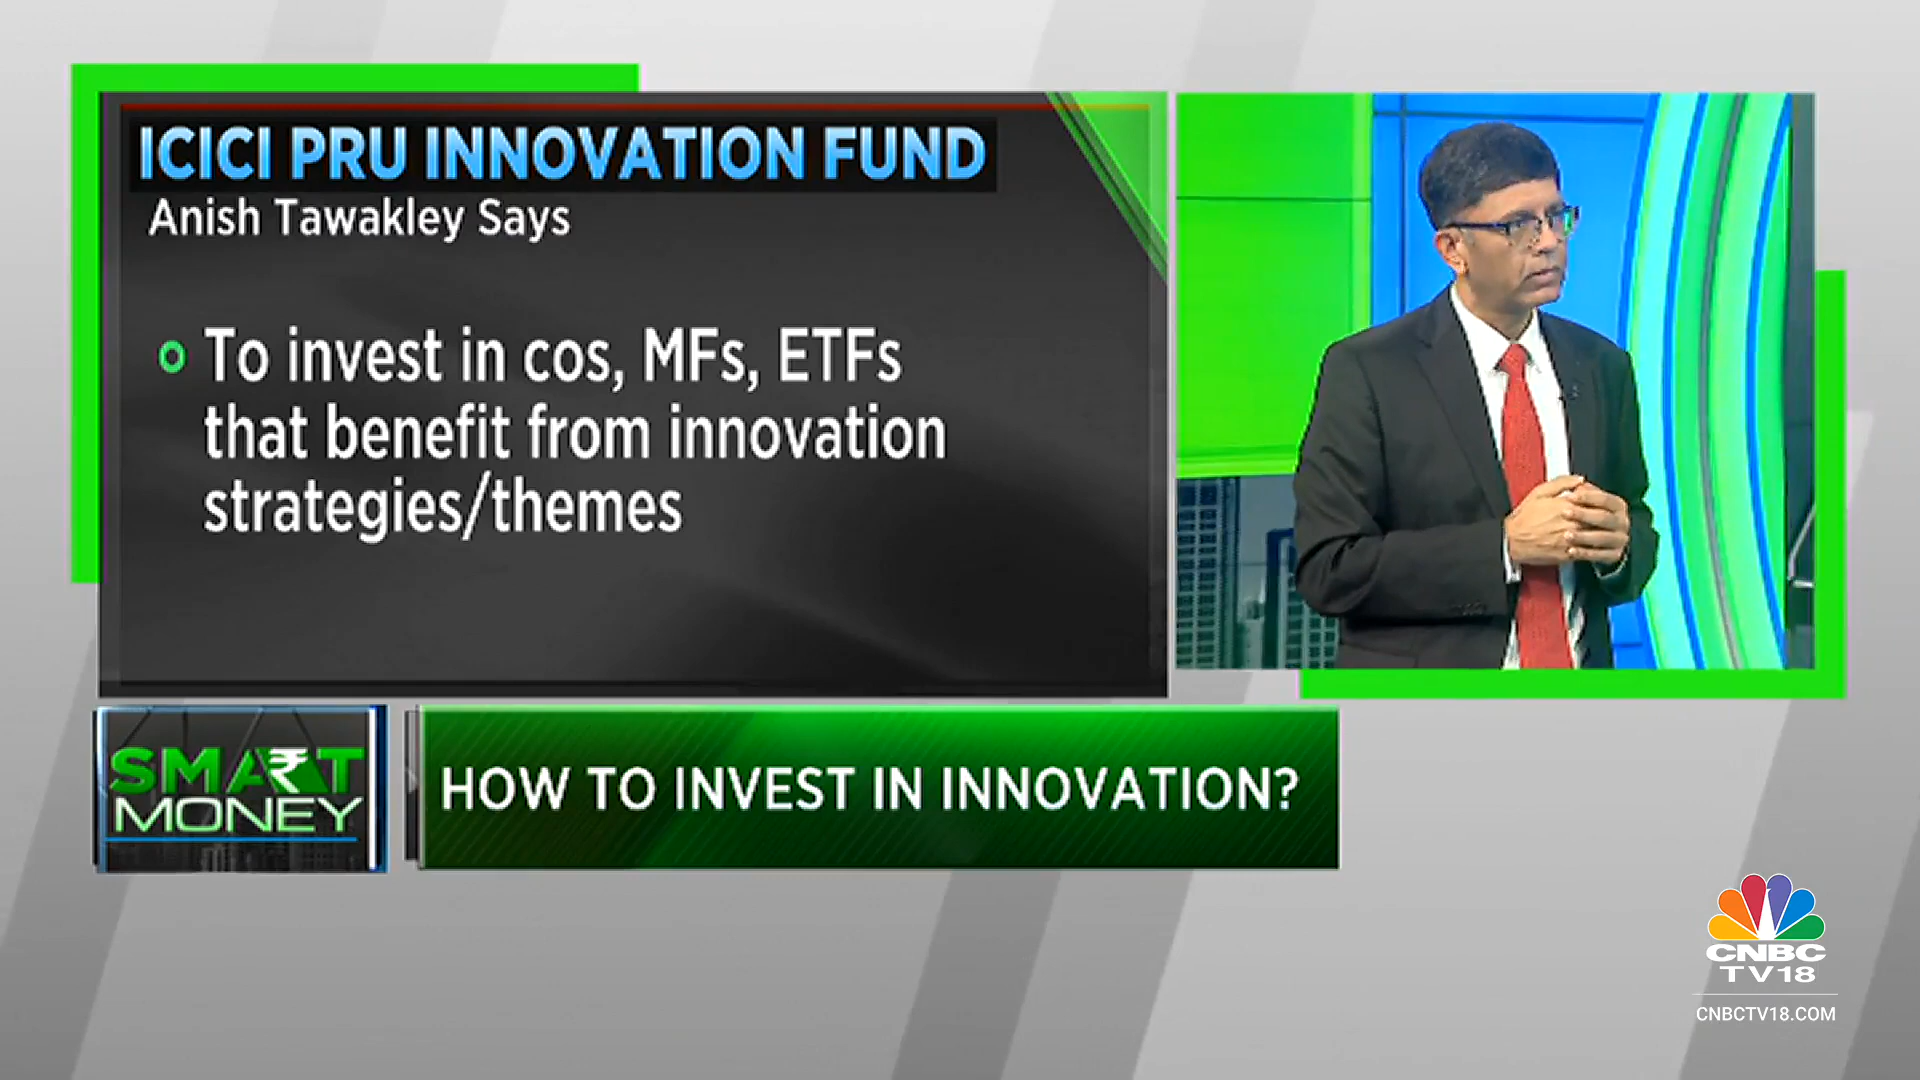 ICICI PRU INNOVATION FUND
Anish Tawakley Says
To invest in cos, MFs, ETFs
that benefit from innovation
strategies/themes
SMA₹T
MONEY
HOW TO INVEST IN INNOVATION?
CNBC
TV18
CNBCTV18.COM